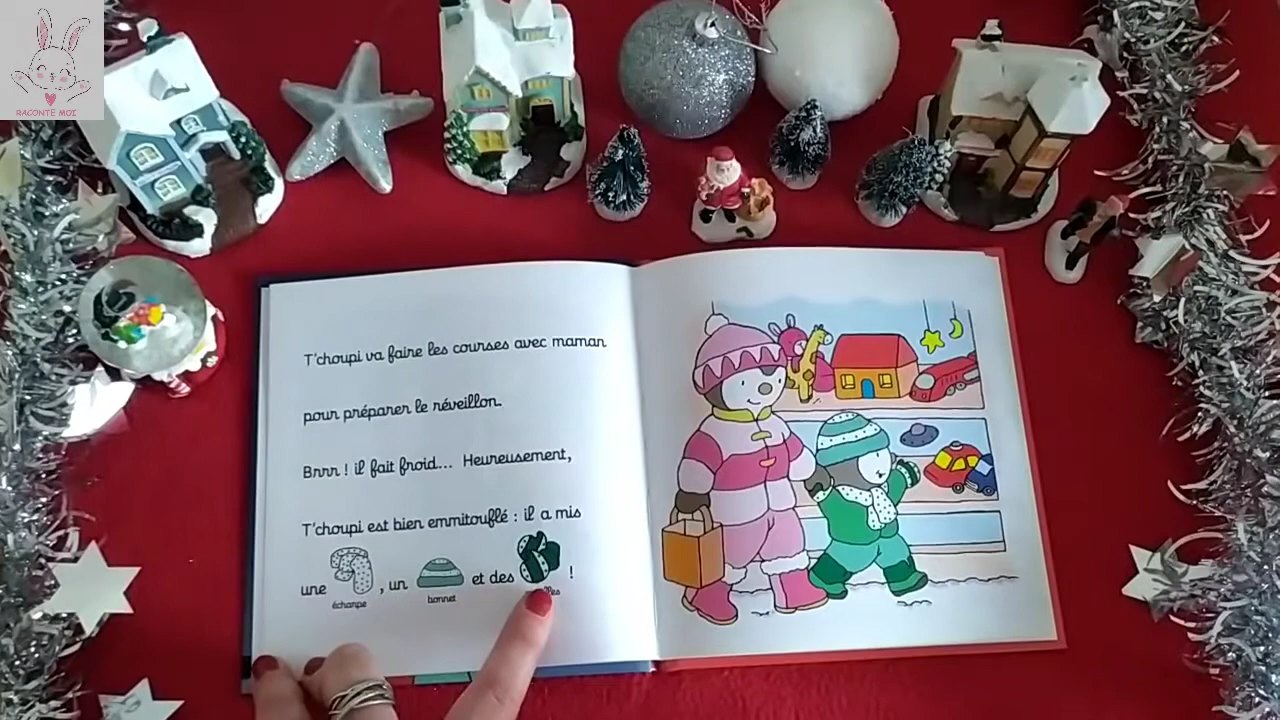 RACONTE MOI
T'choupi va faire les courses avec maman
pour préparer le réveillon.
Brrr ! il fait froid... Heureusement,
T'choupi est bien emmitouflé : il a mis
une , un et des !
écharpe bonnet